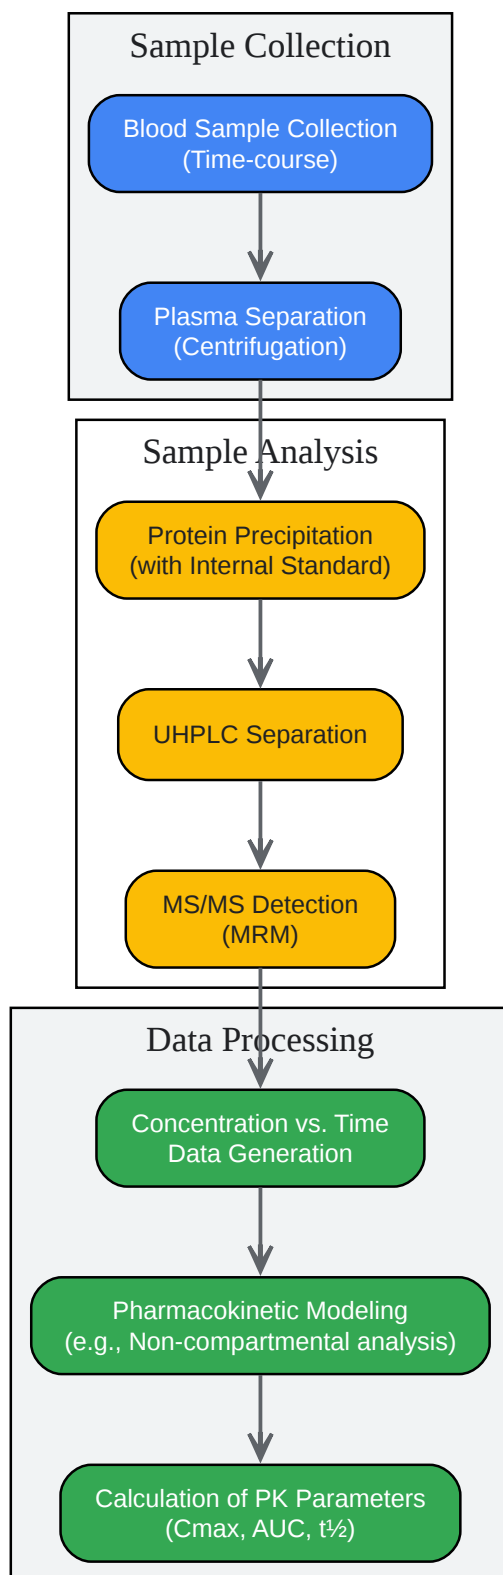 Sample Collection
Blood Sample Collection
(Time-course)
Plasma Separation
(Centrifugation)
Sample Analysis
Protein Precipitation
(with Internal Standard)
UHPLC Separation
MS/MS Detection
(MRM)
Data Processing
Concentration vs. Time
Data Generation
Pharmacokinetic Modeling
(e.g., Non-compartmental analysis)
Calculation of PK Parameters
(Cmax, AUC, t½)